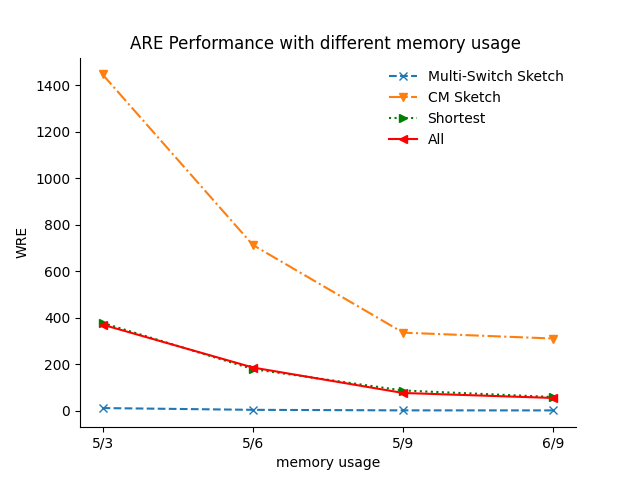 ARE Performance with different memory usage
Multi-Switch Sketch
CM Sketch
Shortest
All
WRE
1400
1200
1000
800
600
400
200
0
5/3 5/6 5/9 6/9
memory usage